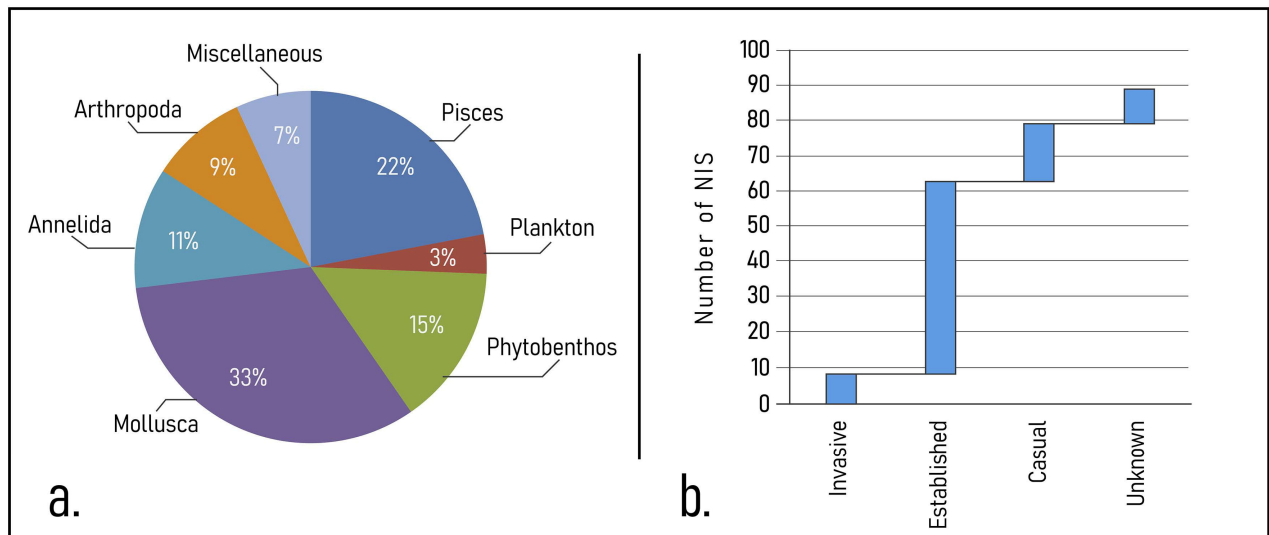 Miscellaneous
Arthropoda
Pisces
7%
9%
22%
Annelida
11%
Plankton
3%
15%
Phytobenthos
33%
Mollusca
a.
100
90
80
70
60
50
40
30
20
10
0
Number of NIS
Invasive
Established
Casual
Unknown
b.